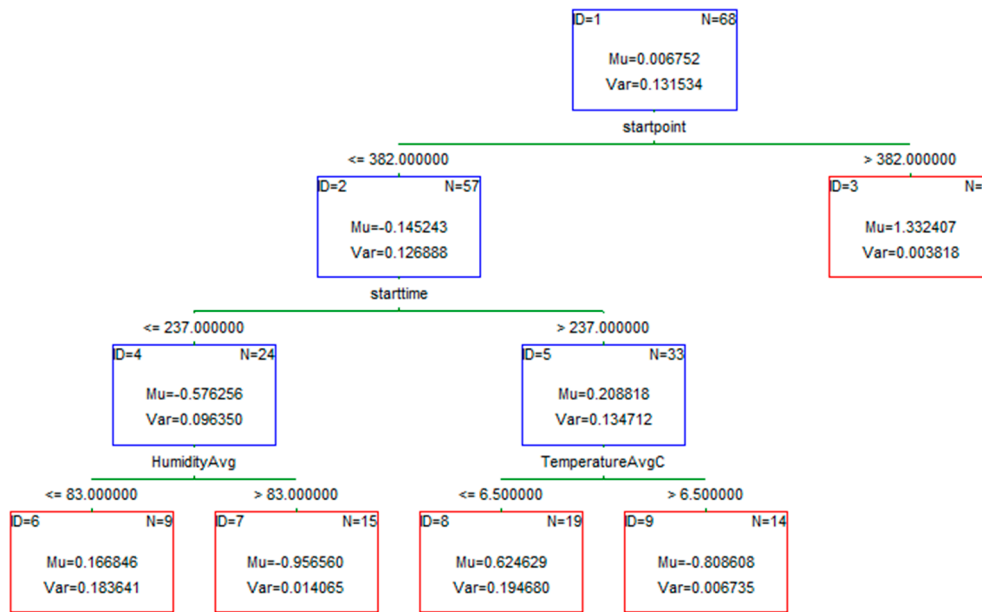 ID=1 N=68
Mu=0.006752
Var=0.131534
startpoint
<= 382.000000 > 382.000000
ID=2 N=57 ID=3 N=
Mu=-0.145243 Mu=1.332407
Var=0.126888 Var=0.003818
starttime
<= 237.000000 > 237.000000
ID=4 N=24 ID=5 N=33
Mu=-0.576256 Mu=0.208818
Var=0.096350 Var=0.134712
HumidityAvg TemperatureAvgC
<= 83.000000 > 83.000000 <= 6.500000 > 6.500000
ID=6 N=9 ID=7 N=15 ID=8 N=19 ID=9 N=14
Mu=0.166846 Mu=-0.956560 Mu=0.624629 Mu=-0.808608
Var=0.183641 Var=0.014065 Var=0.194680 Var=0.006735